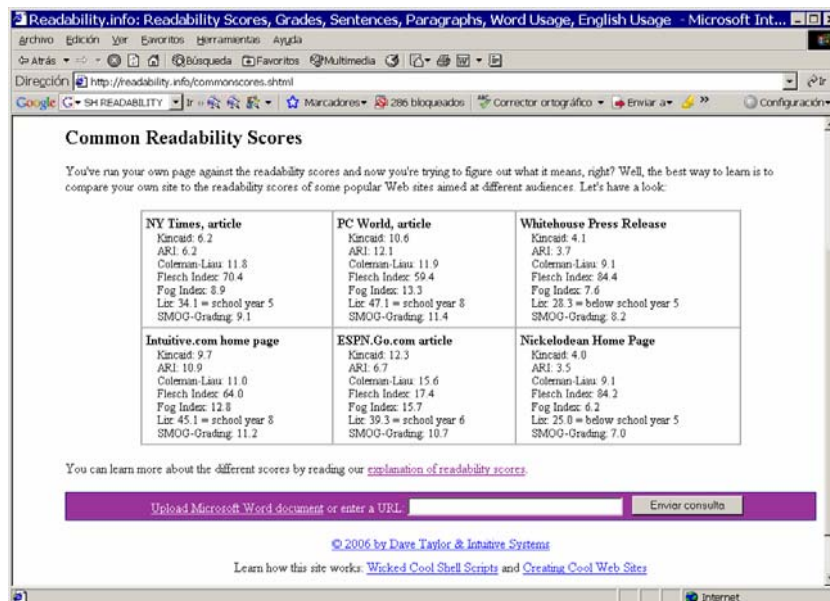 Readability.info: Readability Scores, Grades, Sentences, Paragraphs, Word Usage, English Usage - Microsoft Int...
Archivo Edición Ver Favoritos Herramientas Ayuda
Atrás Búsqueda Favoritos Multimedia
Dirección http://readability.info/commonscores.shtml Ir
Google G SH READABILITY Ir Marcadores 286 bloqueados Corrector ortográfico Enviar a » Configuración
Common Readability Scores
You've run your own page against the readability scores and now you're trying to figure out what it means, right? Well, the best way to learn is to
compare your own site to the readability scores of some popular Web sites aimed at different audiences. Let's have a look:
NY Times, article
Kincaid: 6.2
ARI: 6.2
Coleman-Liau: 11.8
Flesch Index: 70.4
Fog Index: 8.9
Lix: 34.1 = school year 5
SMOG-Grading: 9.1
PC World, article
Kincaid: 10.6
ARI: 12.1
Coleman-Liau: 11.9
Flesch Index: 59.4
Fog Index: 13.3
Lix: 47.1 = school year 8
SMOG-Grading: 11.4
Whitehouse Press Release
Kincaid: 4.1
ARI: 3.7
Coleman-Liau: 9.1
Flesch Index: 84.4
Fog Index: 7.6
Lix: 28.3 = below school year 5
SMOG-Grading: 8.2
Intuitive.com home page
Kincaid: 9.7
ARI: 10.9
Coleman-Liau: 11.0
Flesch Index: 64.0
Fog Index: 12.8
Lix: 45.1 = school year 8
SMOG-Grading: 11.2
ESPN.Go.com article
Kincaid: 12.3
ARI: 6.7
Coleman-Liau: 15.6
Flesch Index: 17.4
Fog Index: 15.7
Lix: 39.3 = school year 6
SMOG-Grading: 10.7
Nickelodean Home Page
Kincaid: 4.0
ARI: 3.5
Coleman-Liau: 9.1
Flesch Index: 84.2
Fog Index: 6.2
Lix: 25.0 = below school year 5
SMOG-Grading: 7.0
You can learn more about the different scores by reading our explanation of readability scores.
Upload Microsoft Word document or enter a URL: Enviar consulta
© 2006 by Dave Taylor & Intuitive Systems
Learn how this site works: Wicked Cool Shell Scripts and Creating Cool Web Sites
Internet